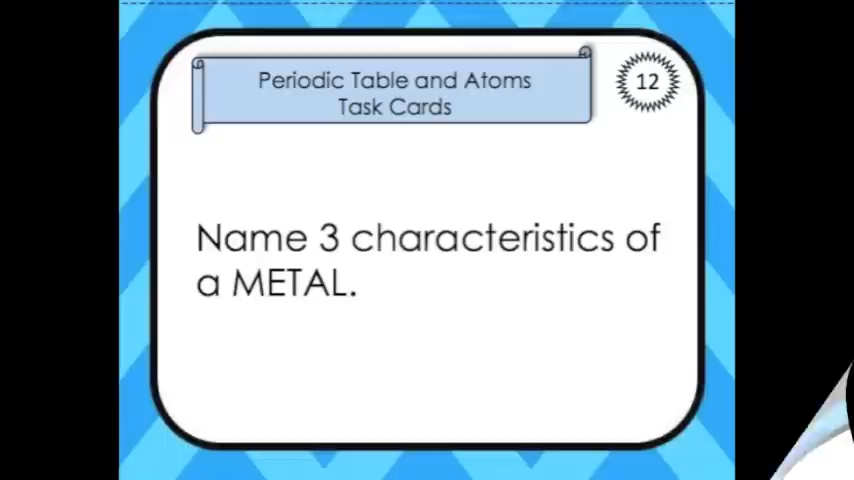 Periodic Table and Atoms
Task Cards
12
Name 3 characteristics of
a METAL.